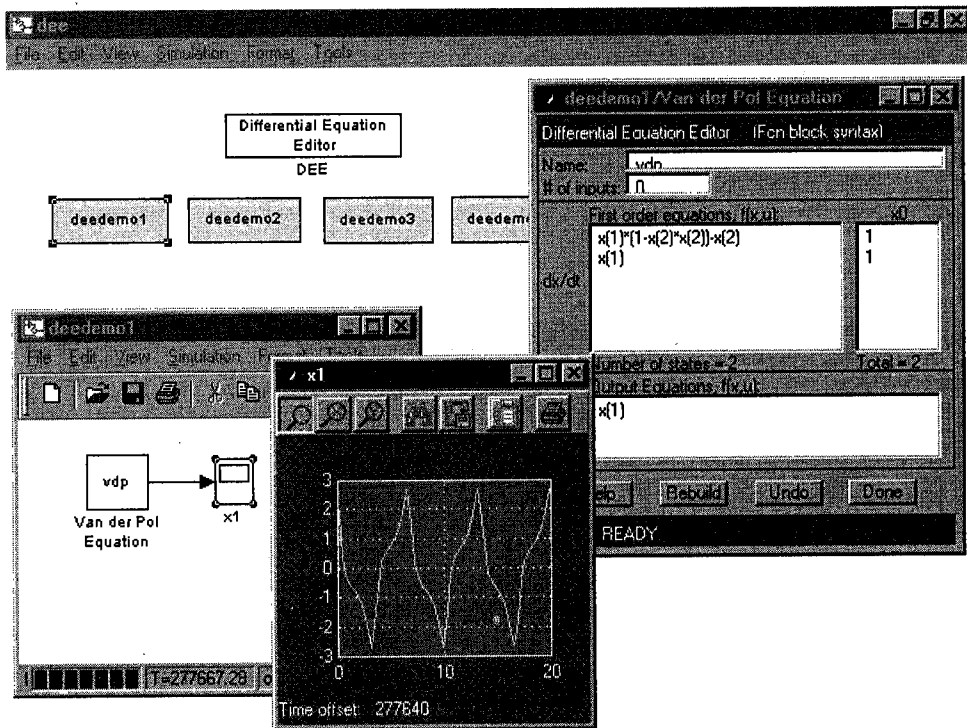 dee
File Edit View Simulation Format Tools
Differential Equation
Editor
DEE
deedemo1
deedemo2
deedemo3
deedem
deedemo1/Van der Pol Equation
Differential Equation Editor (Fcn block syntax)
Name: vdp
# of inputs: 0
First order equations, f(x,u):
x0
dx/dt
x(1)*(1-x(2)*x(2))-x(2)
x(1)
1
1
Number of states = 2
Total = 2
Output Equations, f(x,u):
x(1)
elp
Rebuild
Undo
Done
READY
deedemo1
File Edit View Simulation
vdp
Van der Pol
Equation
x1
T=277667.28
x1
3
2
1
0
-1
-2
-3
0
10
20
Time offset: 277640